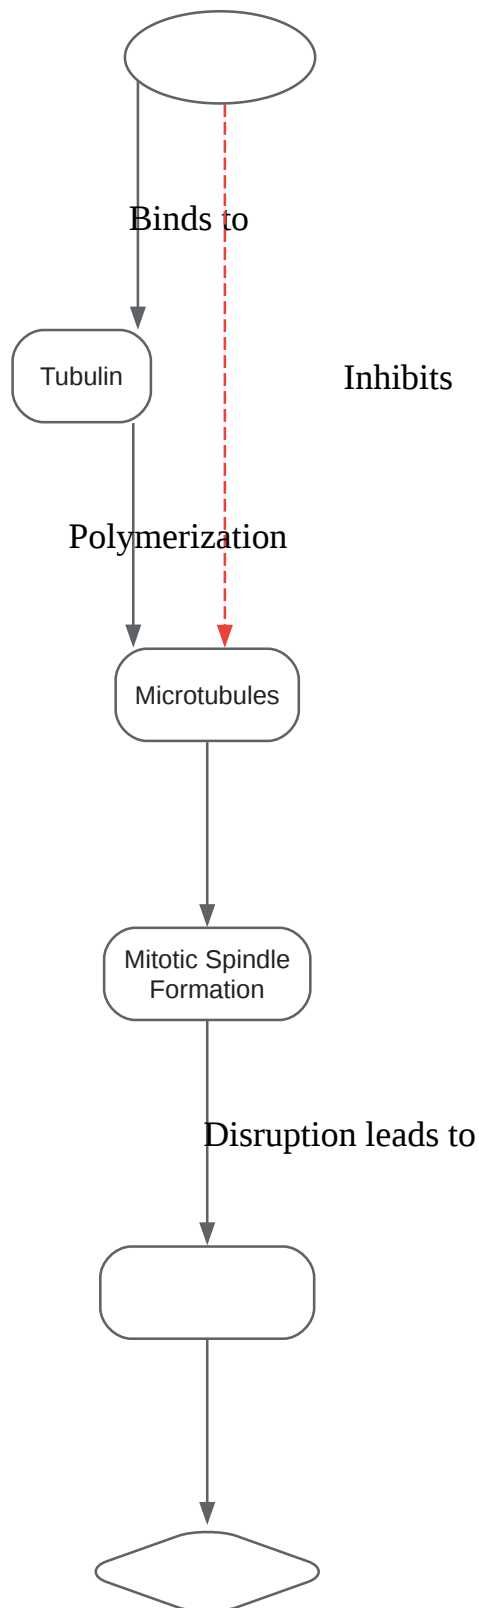 Binds to
Tubulin
Inhibits
Polymerization
Microtubules
Mitotic Spindle
Formation
Disruption leads to